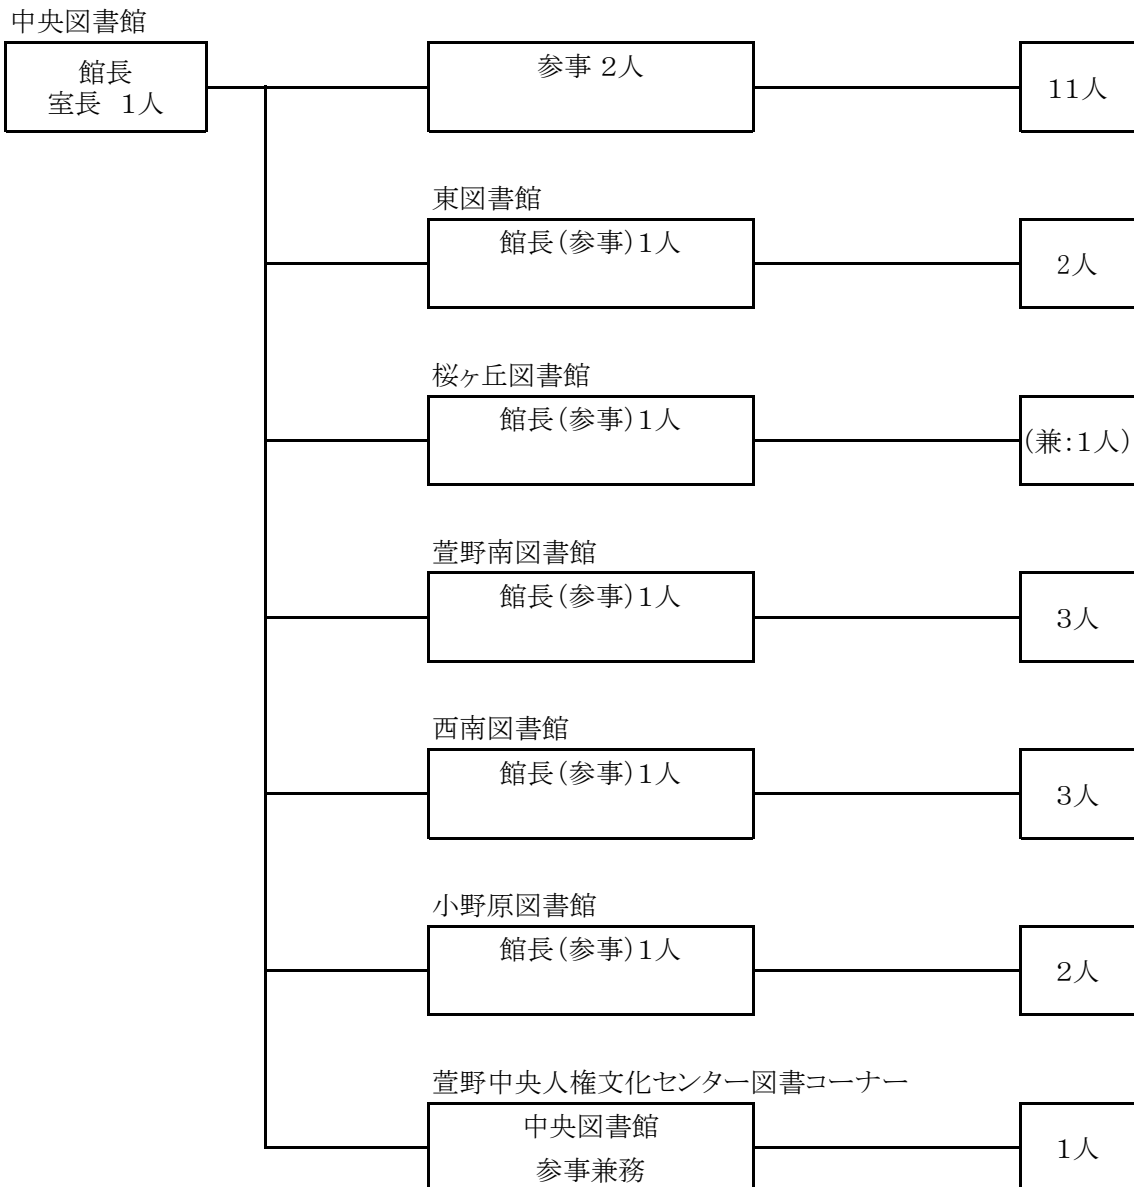 中央図書館
館長
室長 1人
参事 2人
11人
東図書館
館長(参事)1人
2人
桜ヶ丘図書館
館長(参事)1人
(兼:1人)
萱野南図書館
館長(参事)1人
3人
西南図書館
館長(参事)1人
3人
小野原図書館
館長(参事)1人
2人
萱野中央人権文化センター図書コーナー
中央図書館
参事兼務
1人